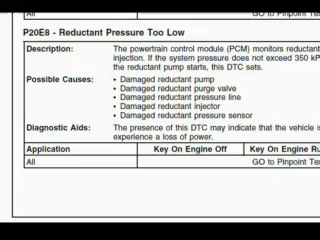 All GO to Pinpoint Tes
P20E8 - Reductant Pressure Too Low
Description: The powertrain control module (PCM) monitors reductant
injection. If the system pressure does not exceed 350 kP
the reductant pump starts, this DTC sets.
Possible Causes: • Damaged reductant pump
• Damaged reductant purge valve
• Damaged reductant pressure line
• Damaged reductant injector
• Damaged reductant pressure sensor
Diagnostic Aids: The presence of this DTC may indicate that the vehicle is
experience a loss of power.
Application Key On Engine Off Key On Engine Ru
All GO to Pinpoint Tes